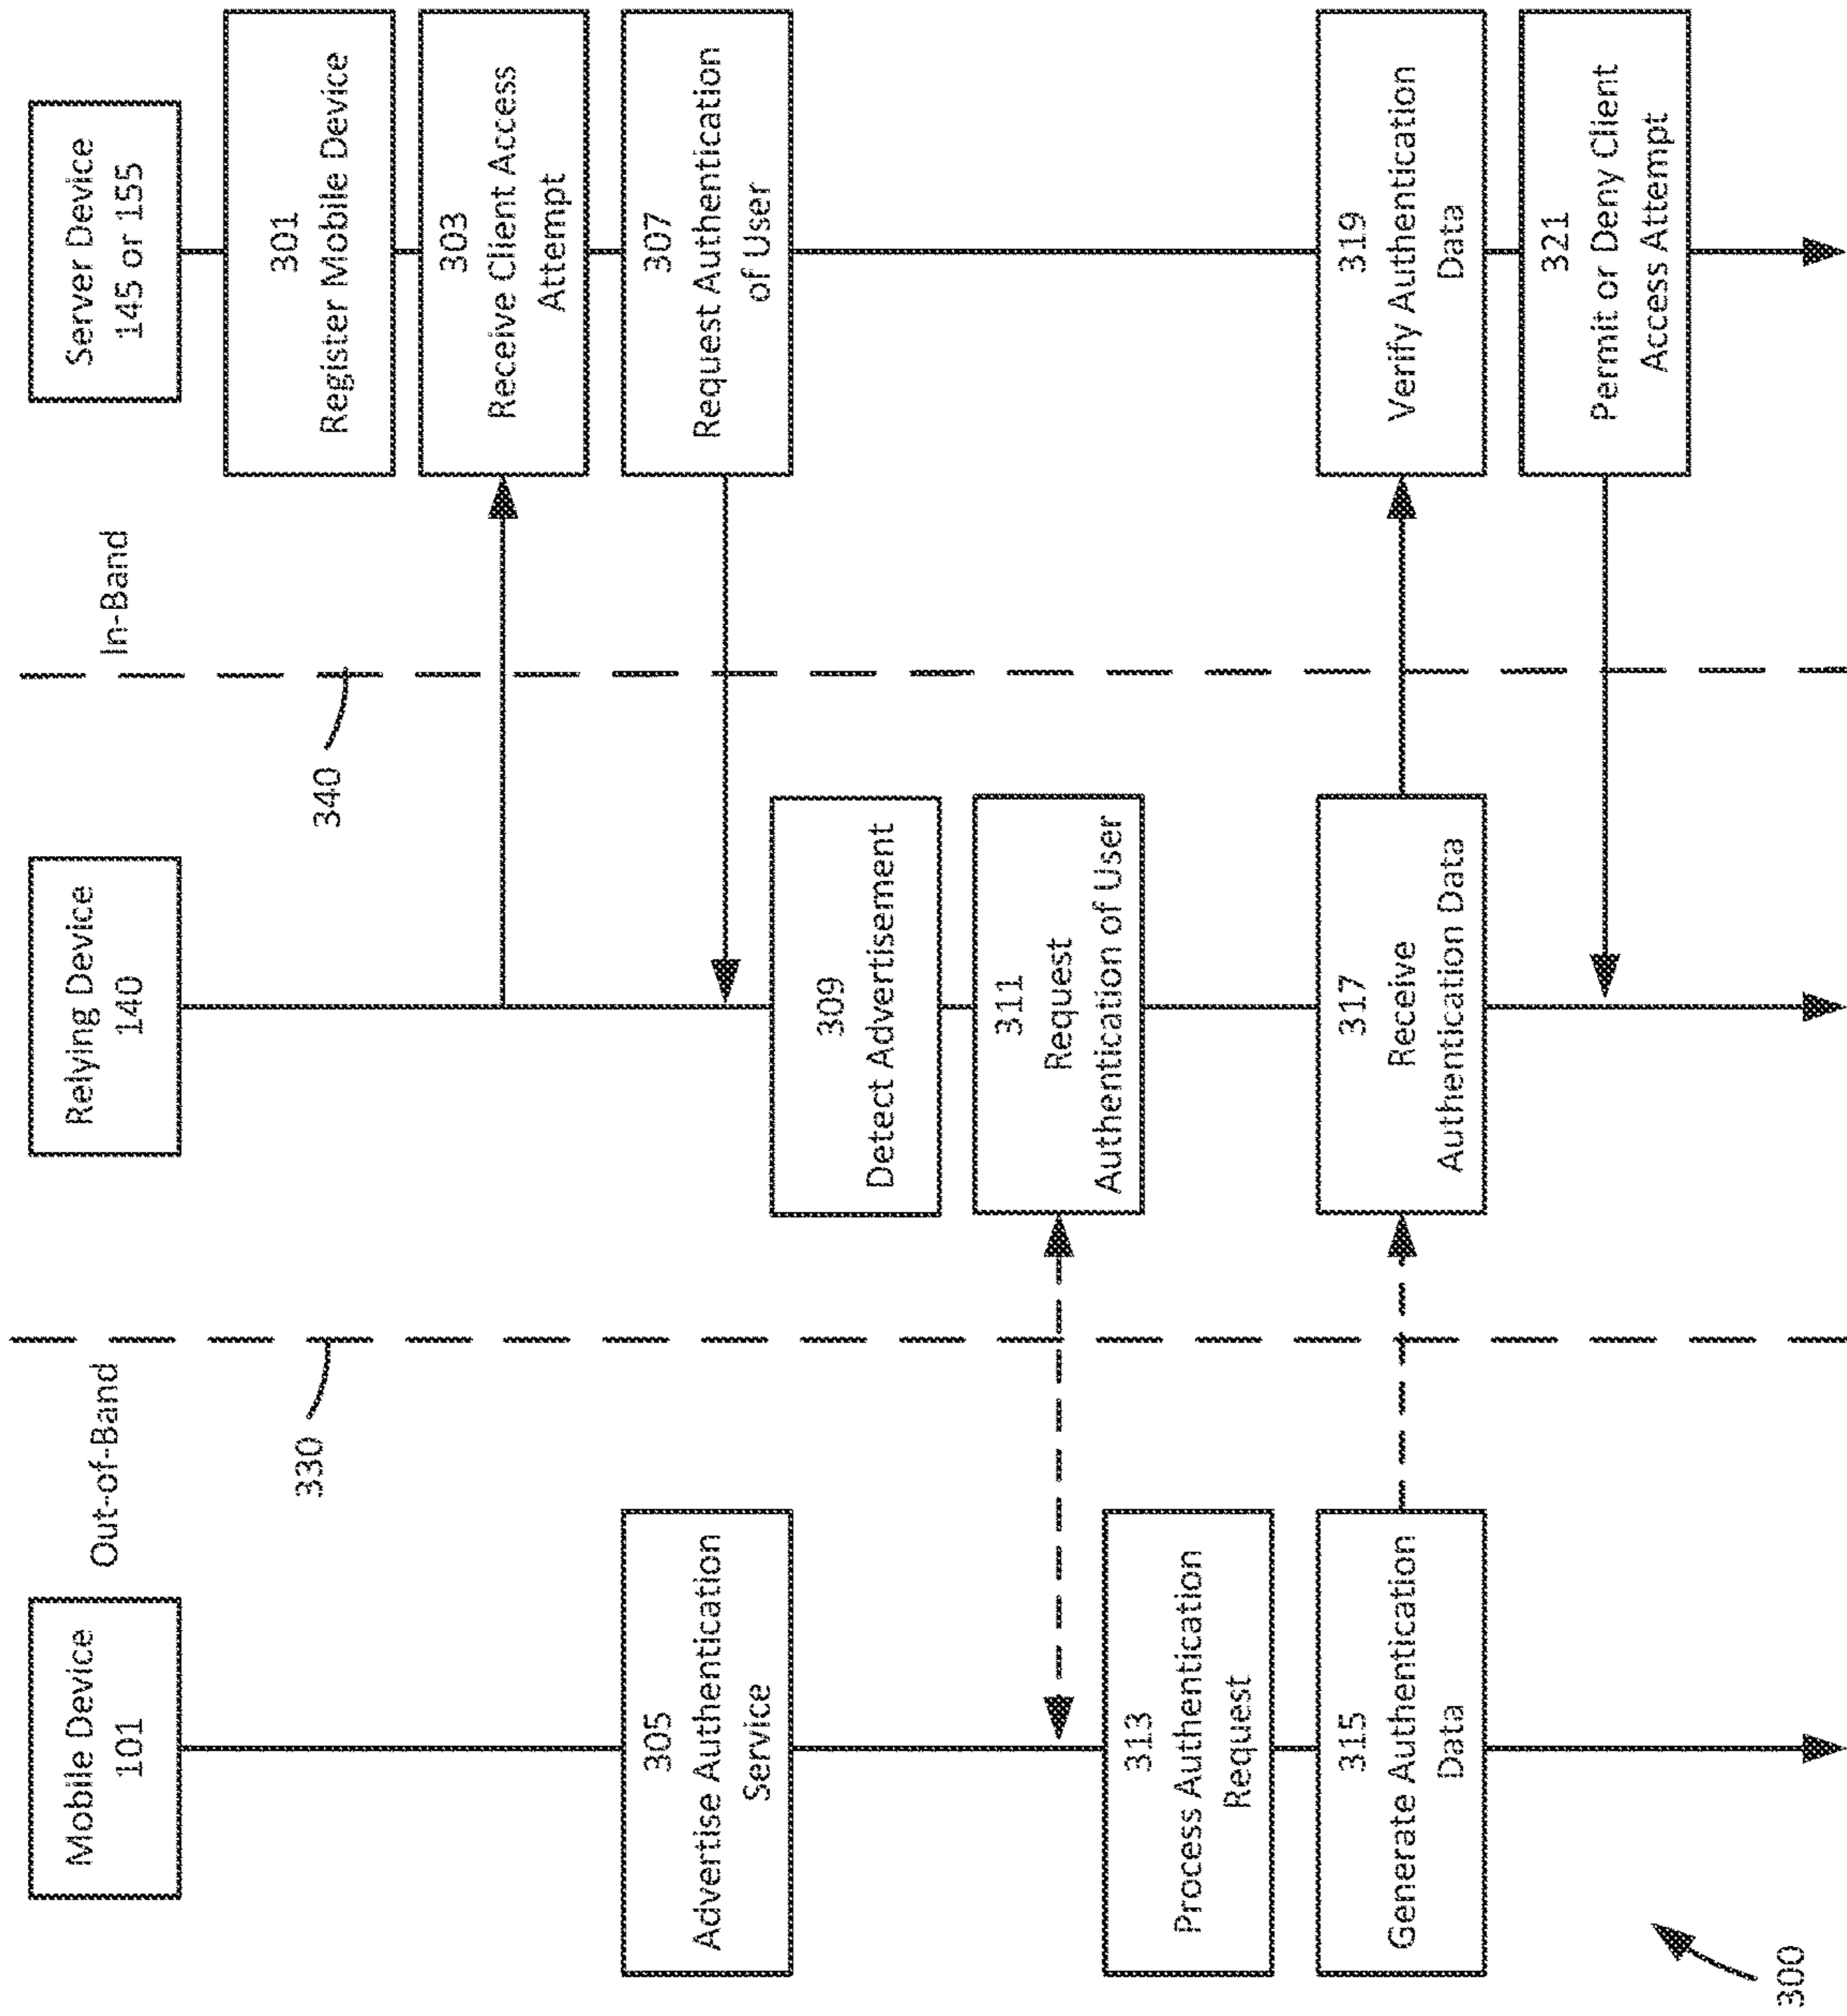 Mobile Device
101
Out-of-Band
Relying Device
140
In-Band
Server Device
145 or 155
330
340
301
Register Mobile Device
303
Receive Client Access
Attempt
305
Advertise Authentication
Service
307
Request Authentication
of User
309
Detect Advertisement
311
Request
Authentication of User
313
Process Authentication
Request
315
Generate Authentication
Data
317
Receive
Authentication Data
319
Verify Authentication
Data
321
Permit or Deny Client
Access Attempt
300